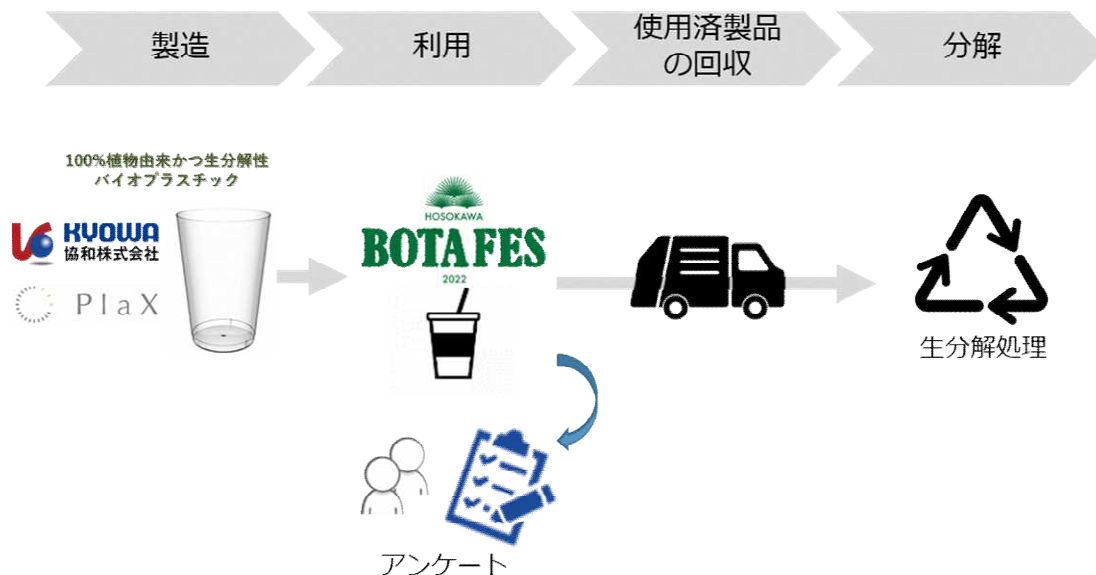 製造
利用
使用済製品
の回収
分解
100%植物由来かつ生分解性
バイオプラスチック
KYOWA
協和株式会社
PlaX
HOSOKAWA
BOTA FES
2022
生分解処理
アンケート